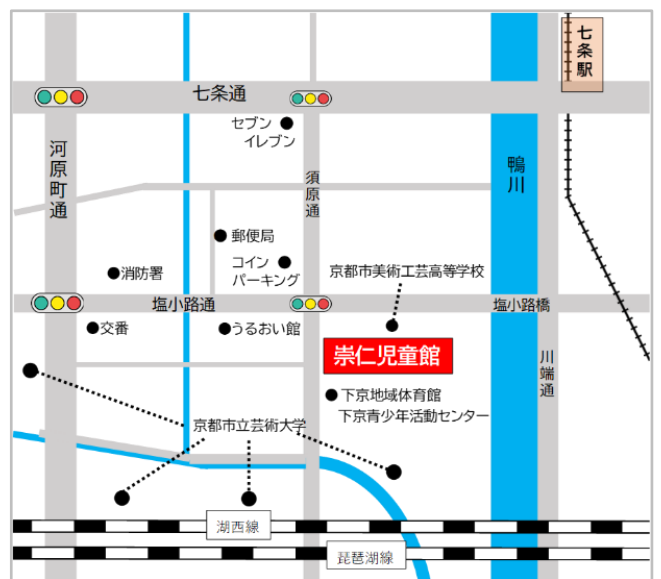 七条駅
七条通
セブン
イレブン
河原町通
須原通
鴨川
郵便局
コイン
パーキング
消防署
京都市美術工芸高等学校
塩小路通
塩小路橋
交番
うるおい館
崇仁児童館
川端通
下京地域体育館
下京青少年活動センター
京都市立芸術大学
湖西線
琵琶湖線